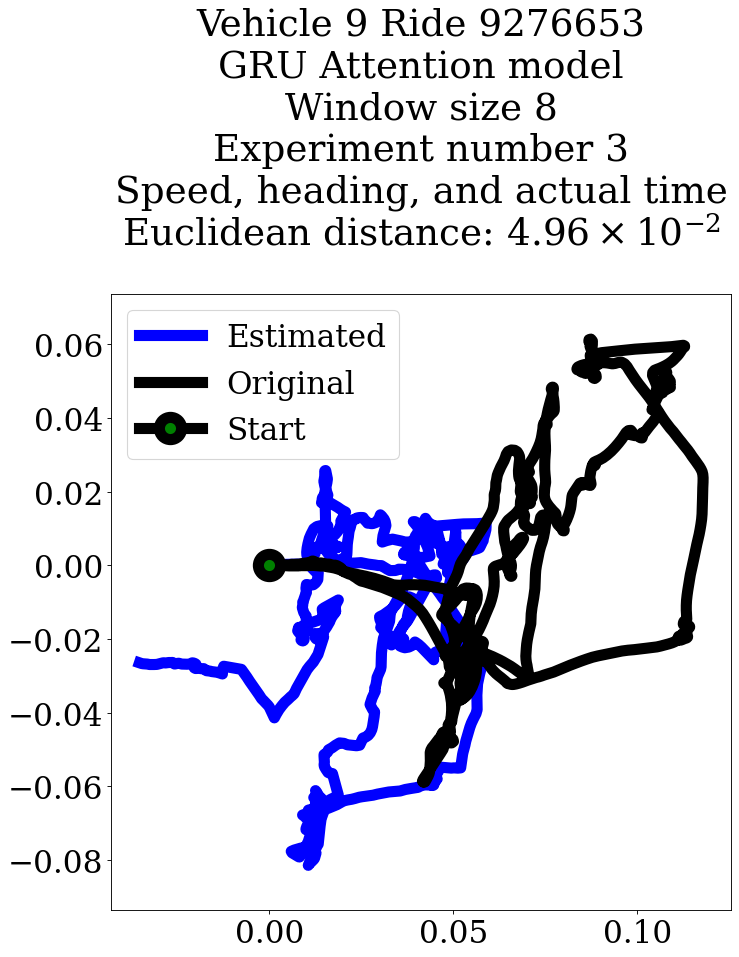 Vehicle 9 Ride 9276653
GRU Attention model
Window size 8
Experiment number 3
Speed, heading, and actual time
Euclidean distance: 4.96 × 10⁻²
Estimated
Original
Start
0.06
0.04
0.02
0.00
−0.02
−0.04
−0.06
−0.08
0.00 0.05 0.10